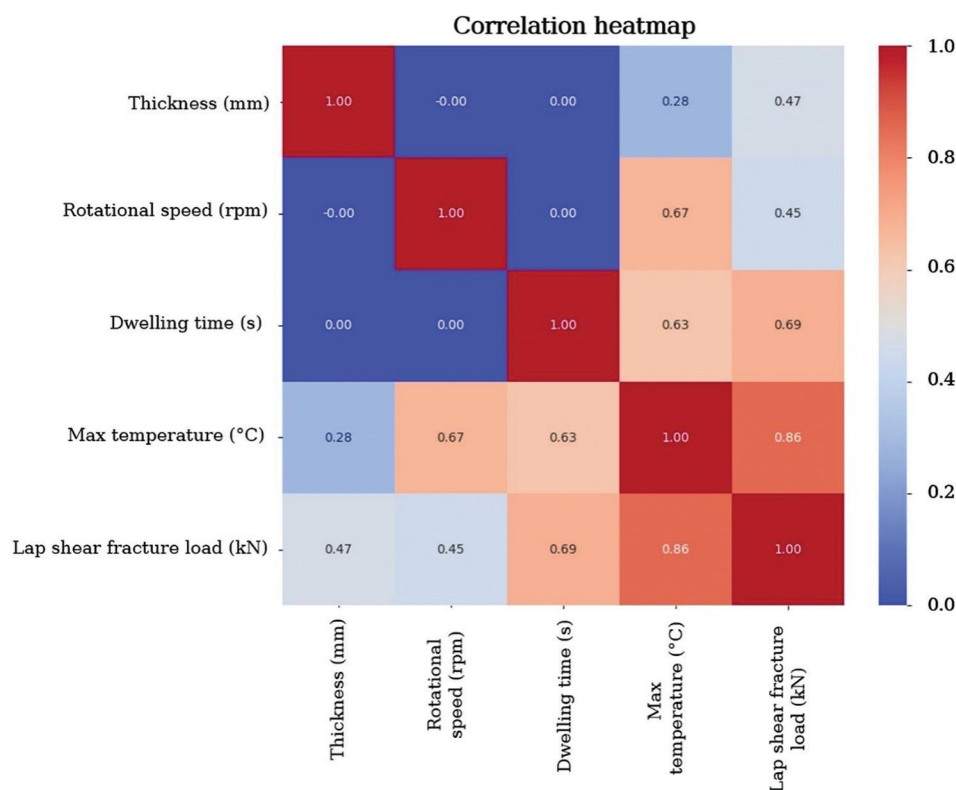 Correlation heatmap
Thickness (mm) 1.00 -0.00 0.00 0.28 0.47
Rotational speed (rpm) -0.00 1.00 0.00 0.67 0.45
Dwelling time (s) 0.00 0.00 1.00 0.63 0.69
Max temperature (°C) 0.28 0.67 0.63 1.00 0.86
Lap shear fracture load (kN) 0.47 0.45 0.69 0.86 1.00
Thickness (mm)
Rotational
speed (rpm)
Dwelling time (s)
Max
temperature (°C)
Lap shear fracture
load (kN)
1.0
0.8
0.6
0.4
0.2
0.0